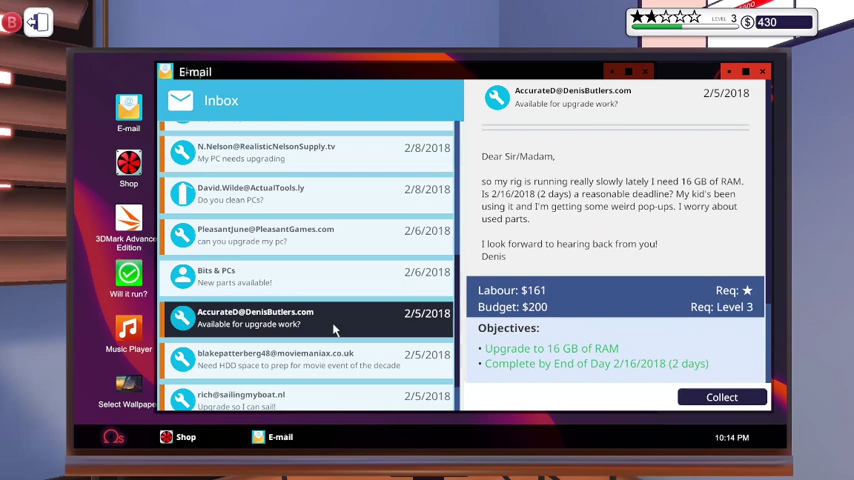 B
LEVEL 3
$ 430
E-mail
Inbox
N.Nelson@RealisticNelsonSupply.tv
2/8/2018
My PC needs upgrading
David.Wilde@ActualTools.ly
2/8/2018
Do you clean PCs?
PleasantJune@PleasantGames.com
2/6/2018
can you upgrade my pc?
Bits & PCs
2/6/2018
New parts available!
AccurateD@DenisButlers.com
2/5/2018
Available for upgrade work?
blakepatterberg48@moviemaniax.co.uk
2/5/2018
Need HDD space to prep for movie event of the decade
rich@sailingmyboat.nl
2/5/2018
Upgrade so I can sail!
AccurateD@DenisButlers.com
2/5/2018
Available for upgrade work?
Dear Sir/Madam,
so my rig is running really slowly lately I need 16 GB of RAM.
Is 2/16/2018 (2 days) a reasonable deadline? My kid's been
using it and I'm getting some weird pop-ups. I worry about
used parts.
I look forward to hearing back from you!
Denis
Labour: $161
Req: ★
Budget: $200
Req: Level 3
Objectives:
• Upgrade to 16 GB of RAM
• Complete by End of Day 2/16/2018 (2 days)
Collect
E-mail
Shop
3DMark Advance
Edition
Will it run?
Music Player
Select Wallpape
Shop
E-mail
10:14 PM